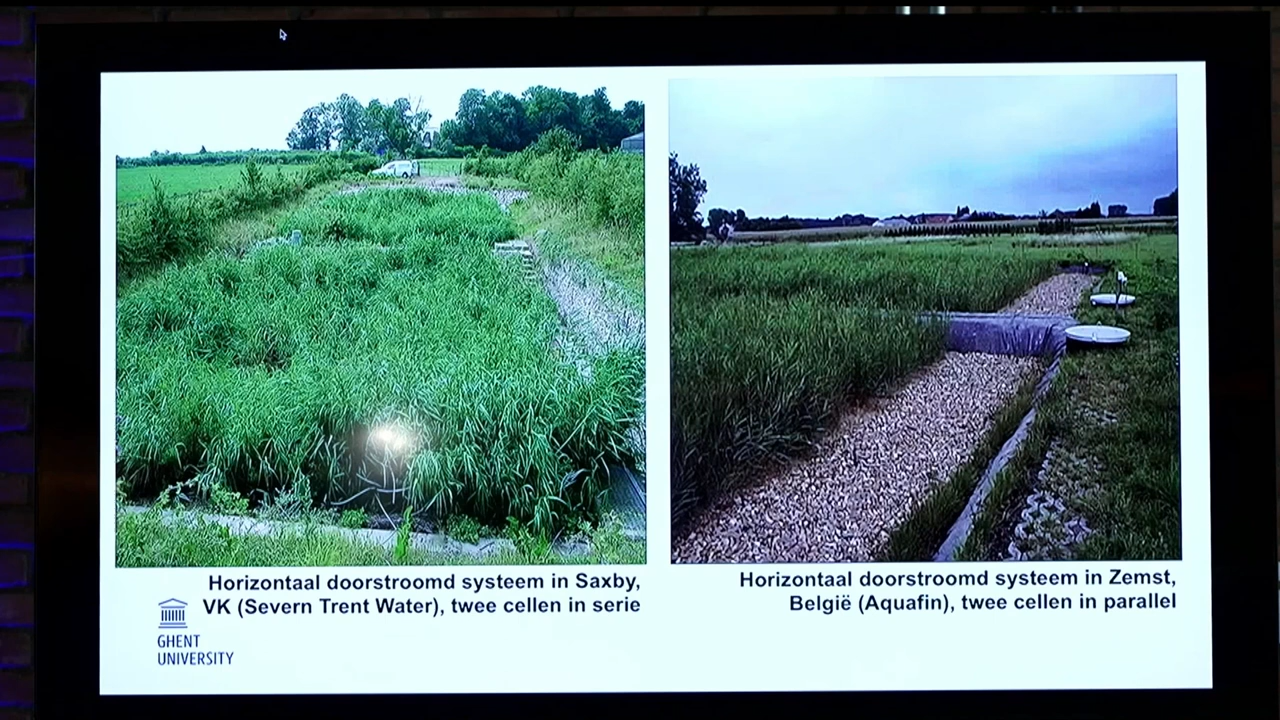 Horizontaal doorstroomd systeem in Saxby,
VK (Severn Trent Water), twee cellen in serie
Horizontaal doorstroomd systeem in Zemst,
België (Aquafin), twee cellen in parallel
GHENT
UNIVERSITY